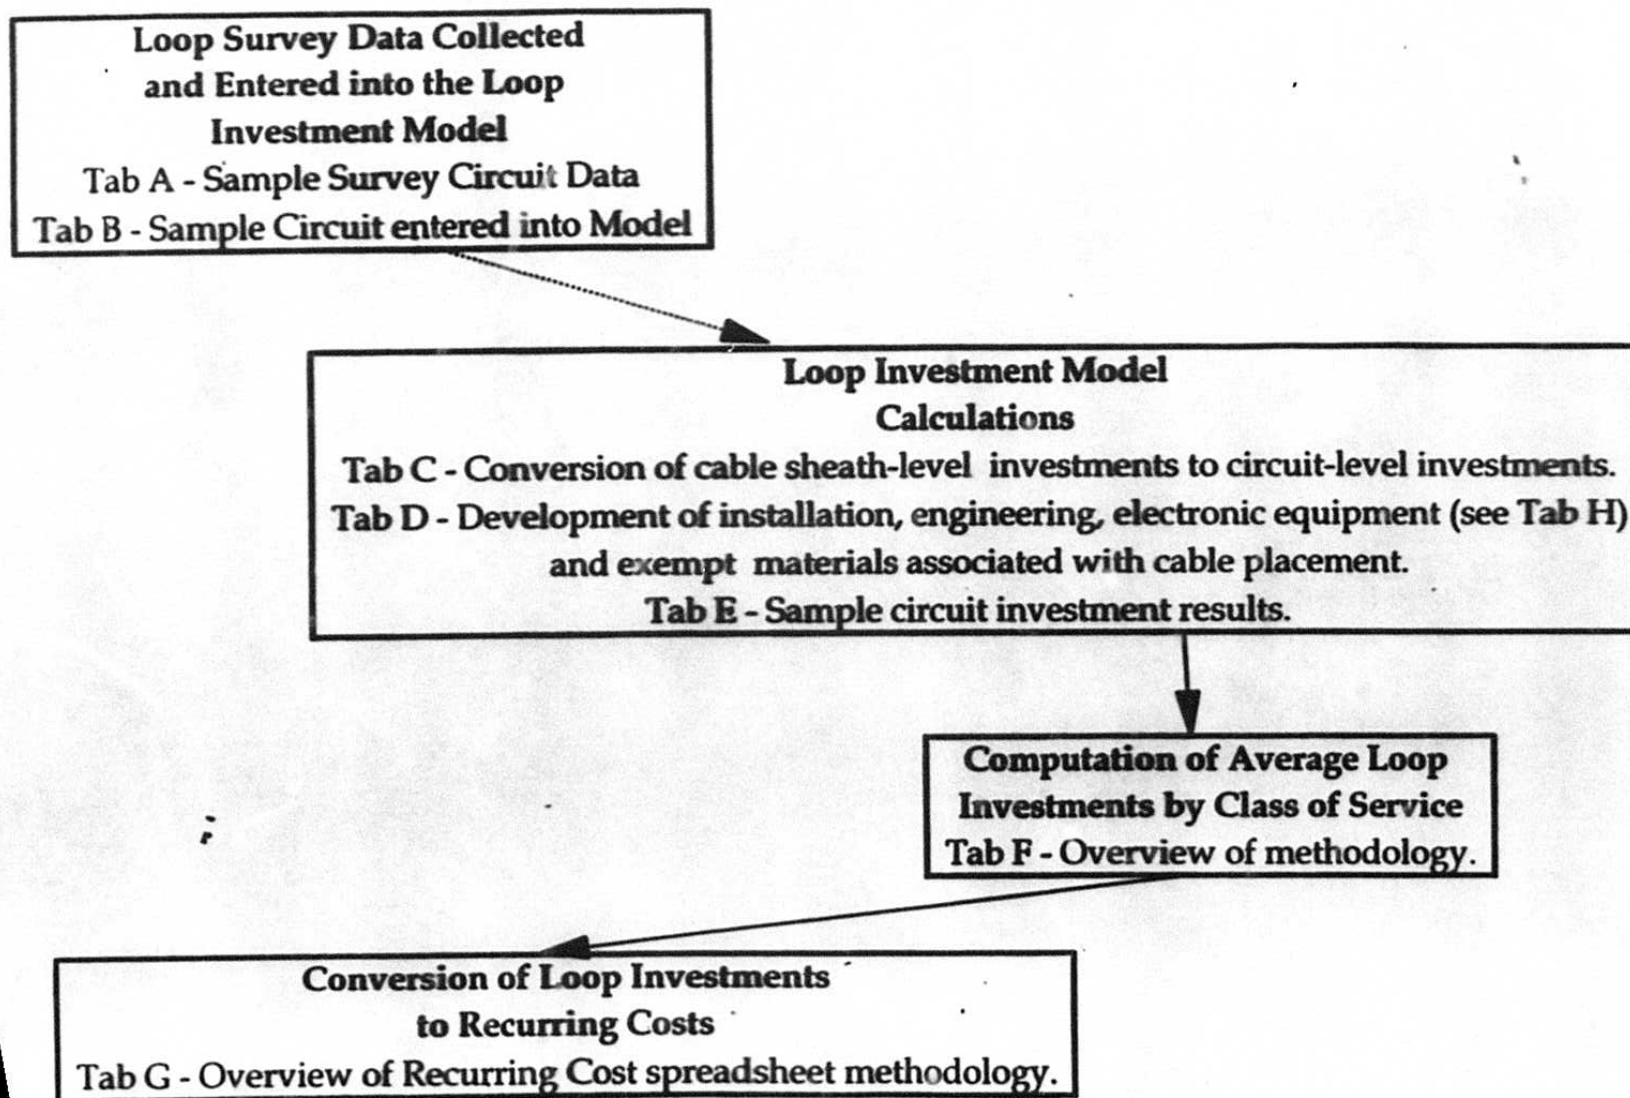 Loop Survey Data Collected
and Entered into the Loop
Investment Model
Tab A - Sample Survey Circuit Data
Tab B - Sample Circuit entered into Model
Loop Investment Model
Calculations
Tab C - Conversion of cable sheath-level investments to circuit-level investments.
Tab D - Development of installation, engineering, electronic equipment (see Tab H)
and exempt materials associated with cable placement.
Tab E - Sample circuit investment results.
Computation of Average Loop
Investments by Class of Service
Tab F - Overview of methodology.
Conversion of Loop Investments
to Recurring Costs
Tab G - Overview of Recurring Cost spreadsheet methodology.